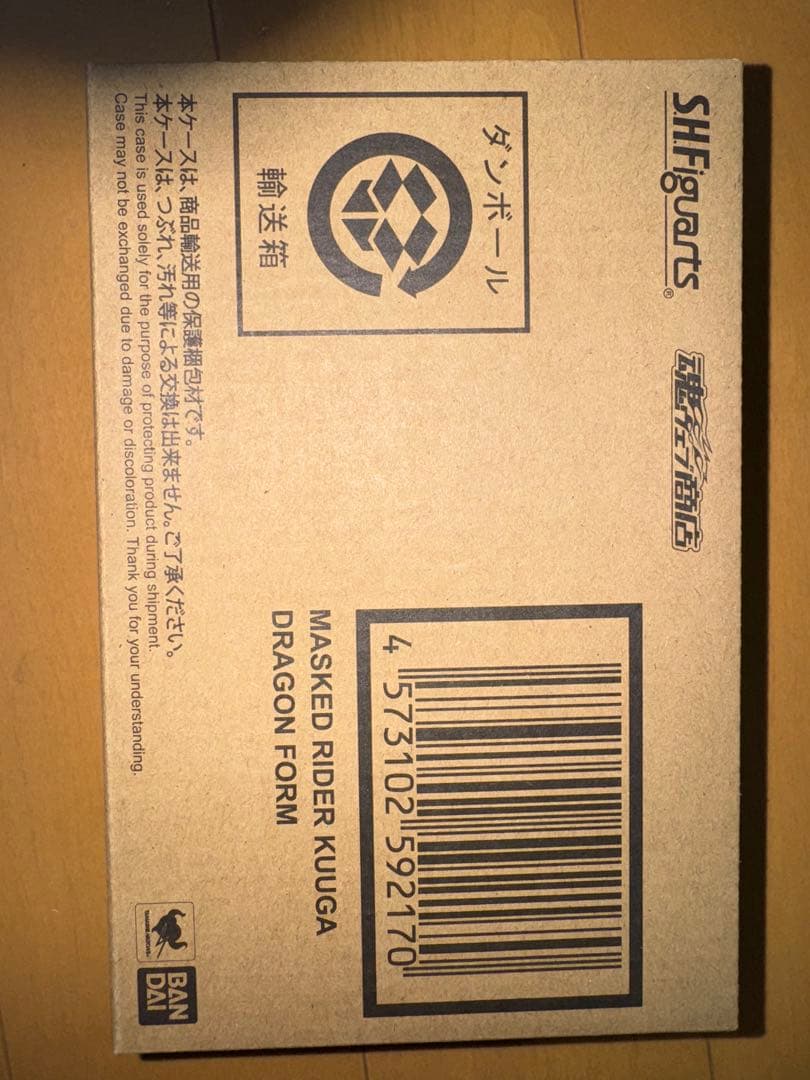 S.H.Figuarts®
魂ウェブ商店
ダンボール
輸送箱
4 573102 592170
MASKED RIDER KUUGA
DRAGON FORM
本ケースは、商品輸送用の保護梱包材です。
本ケースは、つぶれ、汚れ等による交換は出来ません。ご了承ください。
This case is used solely for the purpose of protecting product during shipment.
Case may not be exchanged due to damage or discoloration. Thank you for your understanding.
BAN
DAI